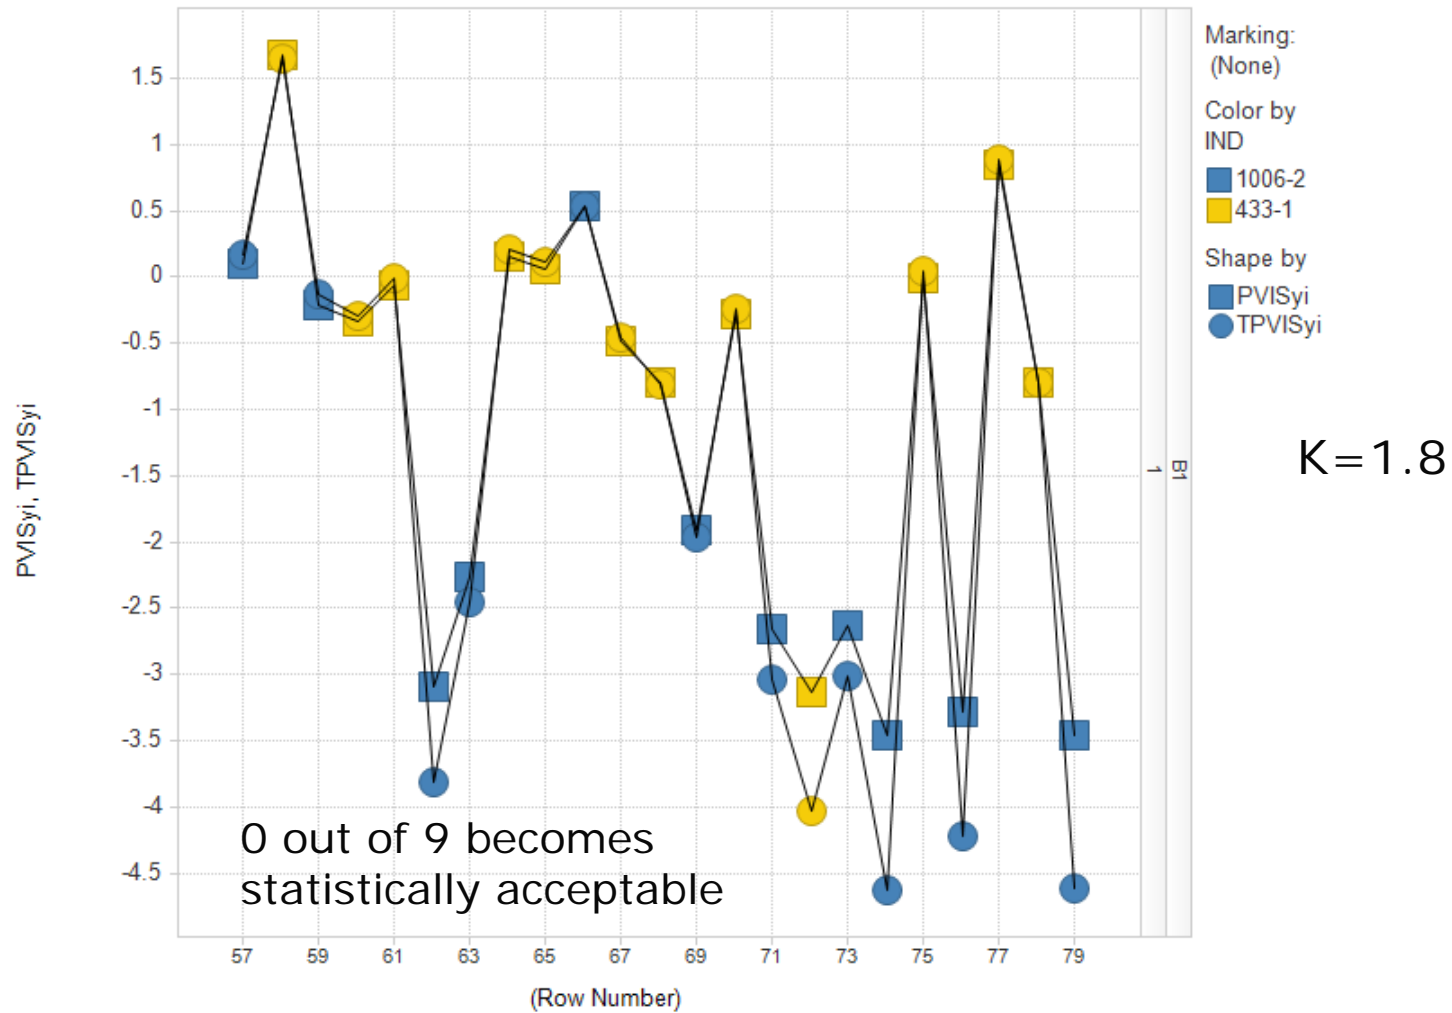 PVISyi, TPVISyi
1.5
1
0.5
0
-0.5
-1
-1.5
-2
-2.5
-3
-3.5
-4
-4.5
0 out of 9 becomes
statistically acceptable
57 59 61 63 65 67 69 71 73 75 77 79
(Row Number)
1
B1
Marking:
(None)
Color by
IND
1006-2
433-1
Shape by
PVISyi
TPVISyi
K=1.8